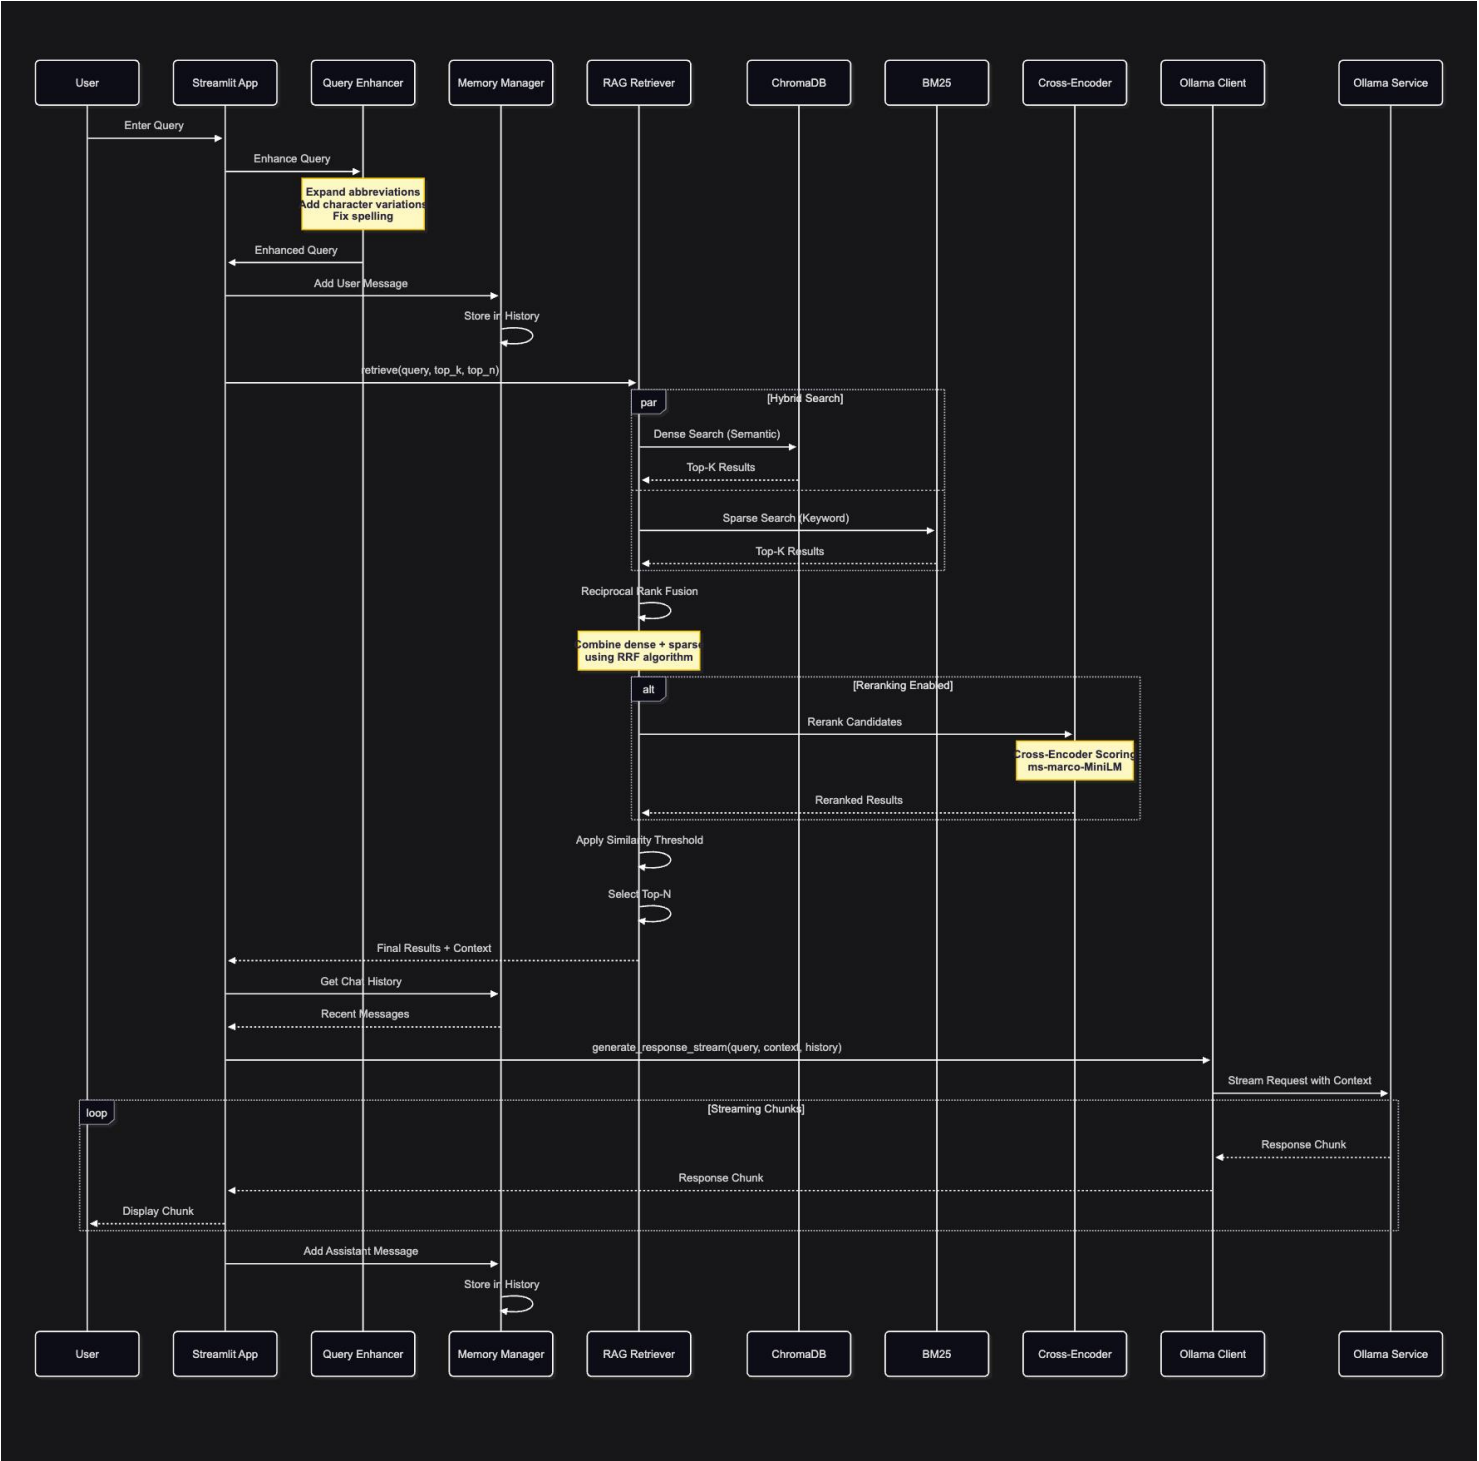 User
Streamlit App
Query Enhancer
Memory Manager
RAG Retriever
ChromaDB
BM25
Cross-Encoder
Ollama Client
Ollama Service
Enter Query
Enhance Query
Expand abbreviations
Add character variations
Fix spelling
Enhanced Query
Add User Message
Store in History
retrieve(query, top_k, top_n)
par
[Hybrid Search]
Dense Search (Semantic)
Top-K Results
Sparse Search (Keyword)
Top-K Results
Reciprocal Rank Fusion
Combine dense + sparse
using RRF algorithm
alt
[Reranking Enabled]
Rerank Candidates
Cross-Encoder Scoring
ms-marco-MiniLM
Reranked Results
Apply Similarity Threshold
Select Top-N
Final Results + Context
Get Chat History
Recent Messages
generate_response_stream(query, context, history)
Stream Request with Context
loop
[Streaming Chunks]
Response Chunk
Response Chunk
Display Chunk
Add Assistant Message
Store in History
User
Streamlit App
Query Enhancer
Memory Manager
RAG Retriever
ChromaDB
BM25
Cross-Encoder
Ollama Client
Ollama Service